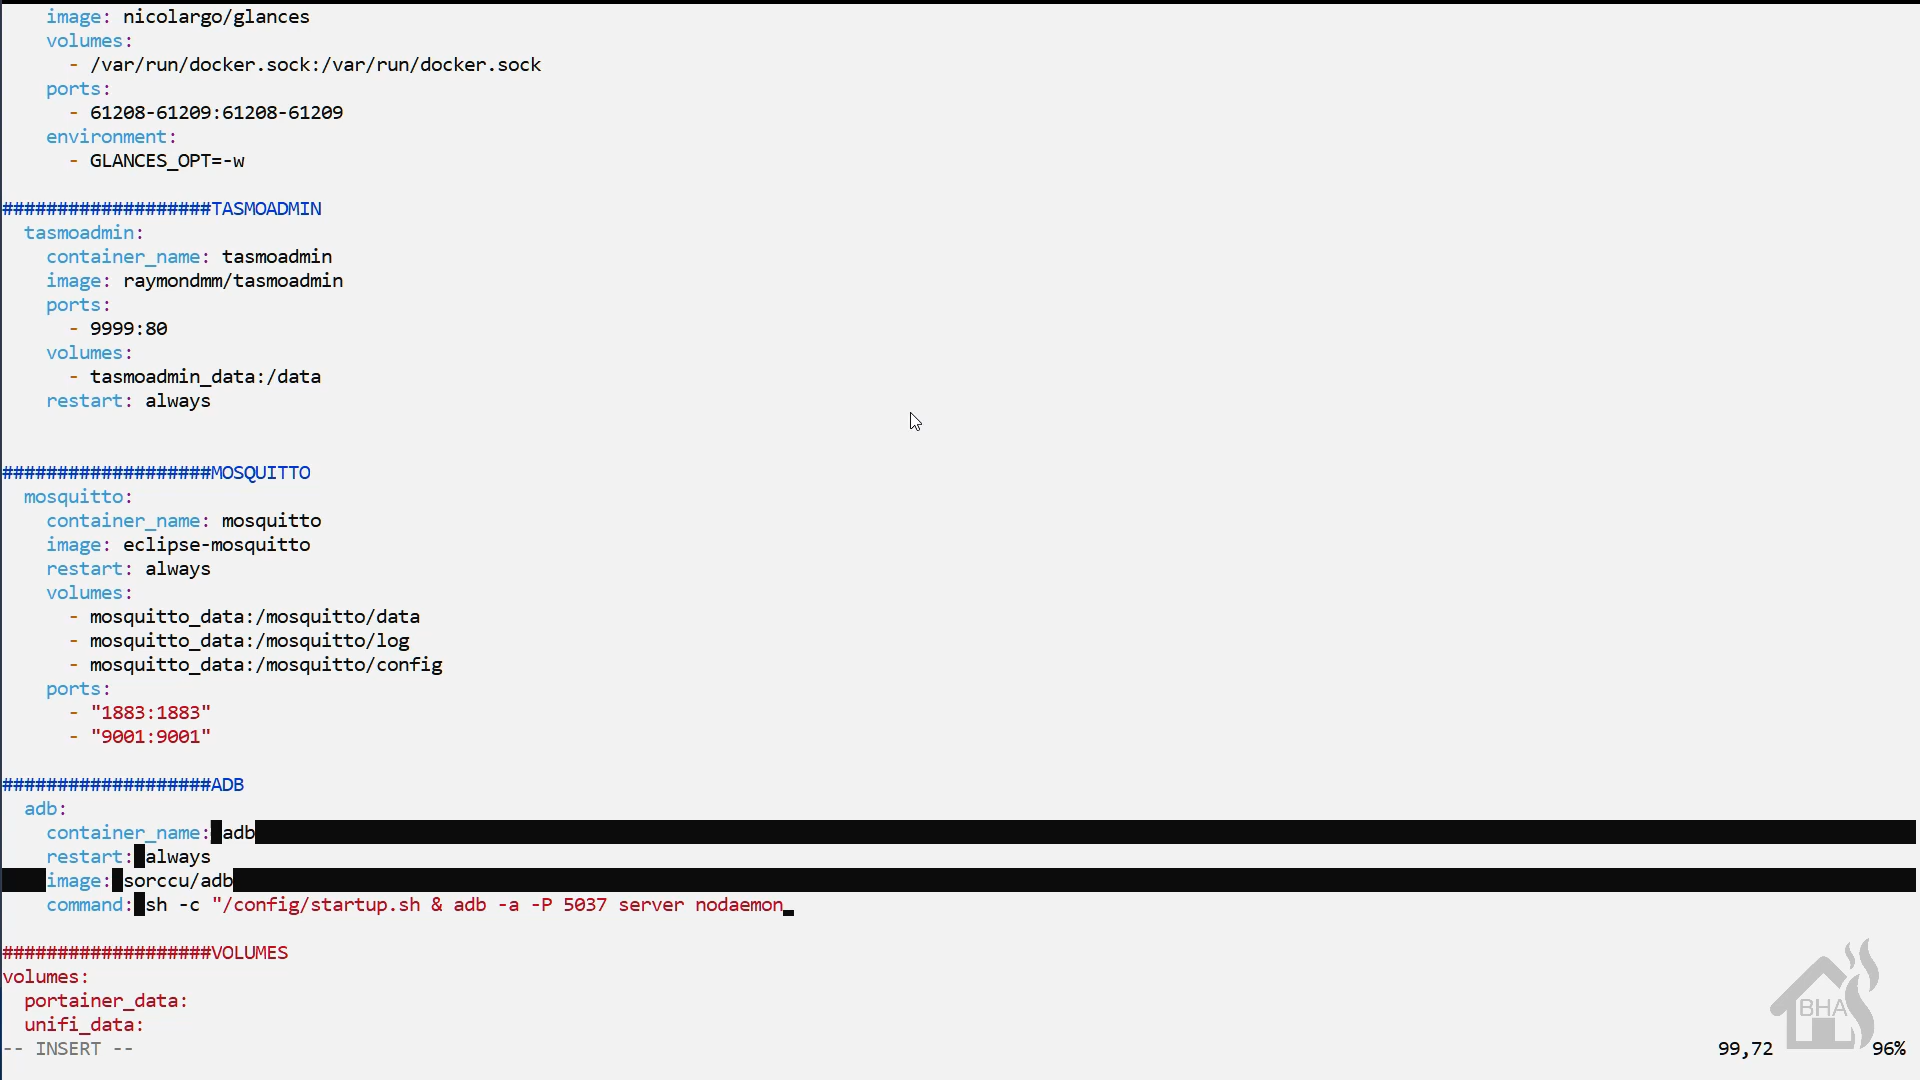 image: nicolargo/glances
    volumes:
      - /var/run/docker.sock:/var/run/docker.sock
    ports:
      - 61208-61209:61208-61209
    environment:
      - GLANCES_OPT=-w

###################TASMOADMIN
  tasmoadmin:
    container_name: tasmoadmin
    image: raymondmm/tasmoadmin
    ports:
      - 9999:80
    volumes:
      - tasmoadmin_data:/data
    restart: always

###################MOSQUITTO
  mosquitto:
    container_name: mosquitto
    image: eclipse-mosquitto
    restart: always
    volumes:
      - mosquitto_data:/mosquitto/data
      - mosquitto_data:/mosquitto/log
      - mosquitto_data:/mosquitto/config
    ports:
      - "1883:1883"
      - "9001:9001"

###################ADB
  adb:
    container_name: adb
    restart: always
    image: sorccu/adb
    command: sh -c "/config/startup.sh & adb -a -P 5037 server nodaemon

###################VOLUMES
volumes:
  portainer_data:
  unifi_data:
-- INSERT --
99,72
96%
BHA